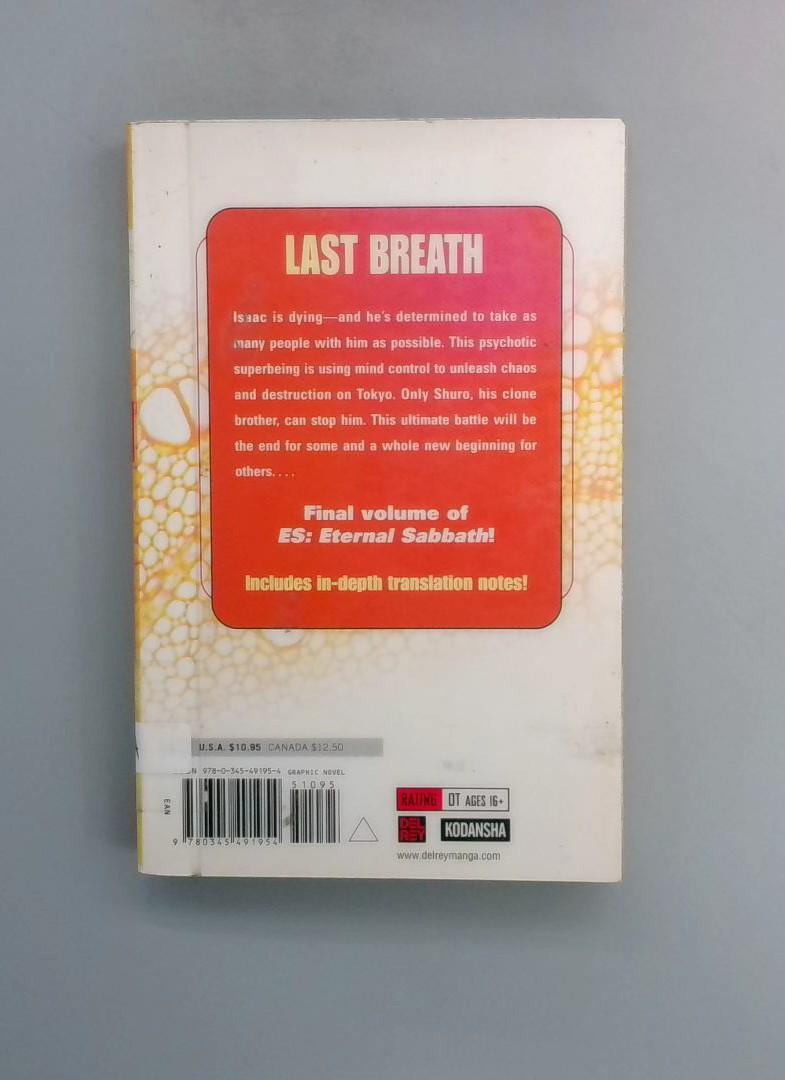 LAST BREATH
Isaac is dying—and he's determined to take as
many people with him as possible. This psychotic
superbeing is using mind control to unleash chaos
and destruction on Tokyo. Only Shuro, his clone
brother, can stop him. This ultimate battle will be
the end for some and a whole new beginning for
others. . . .
Final volume of
ES: Eternal Sabbath!
Includes in-depth translation notes!
U.S.A. $10.95 CANADA $12.50
978-0-345-49195-4 GRAPHIC NOVEL
51095
EAN
9 780345 491954
RATING OT AGES 16+
DEL REY
KODANSHA
www.delreymanga.com